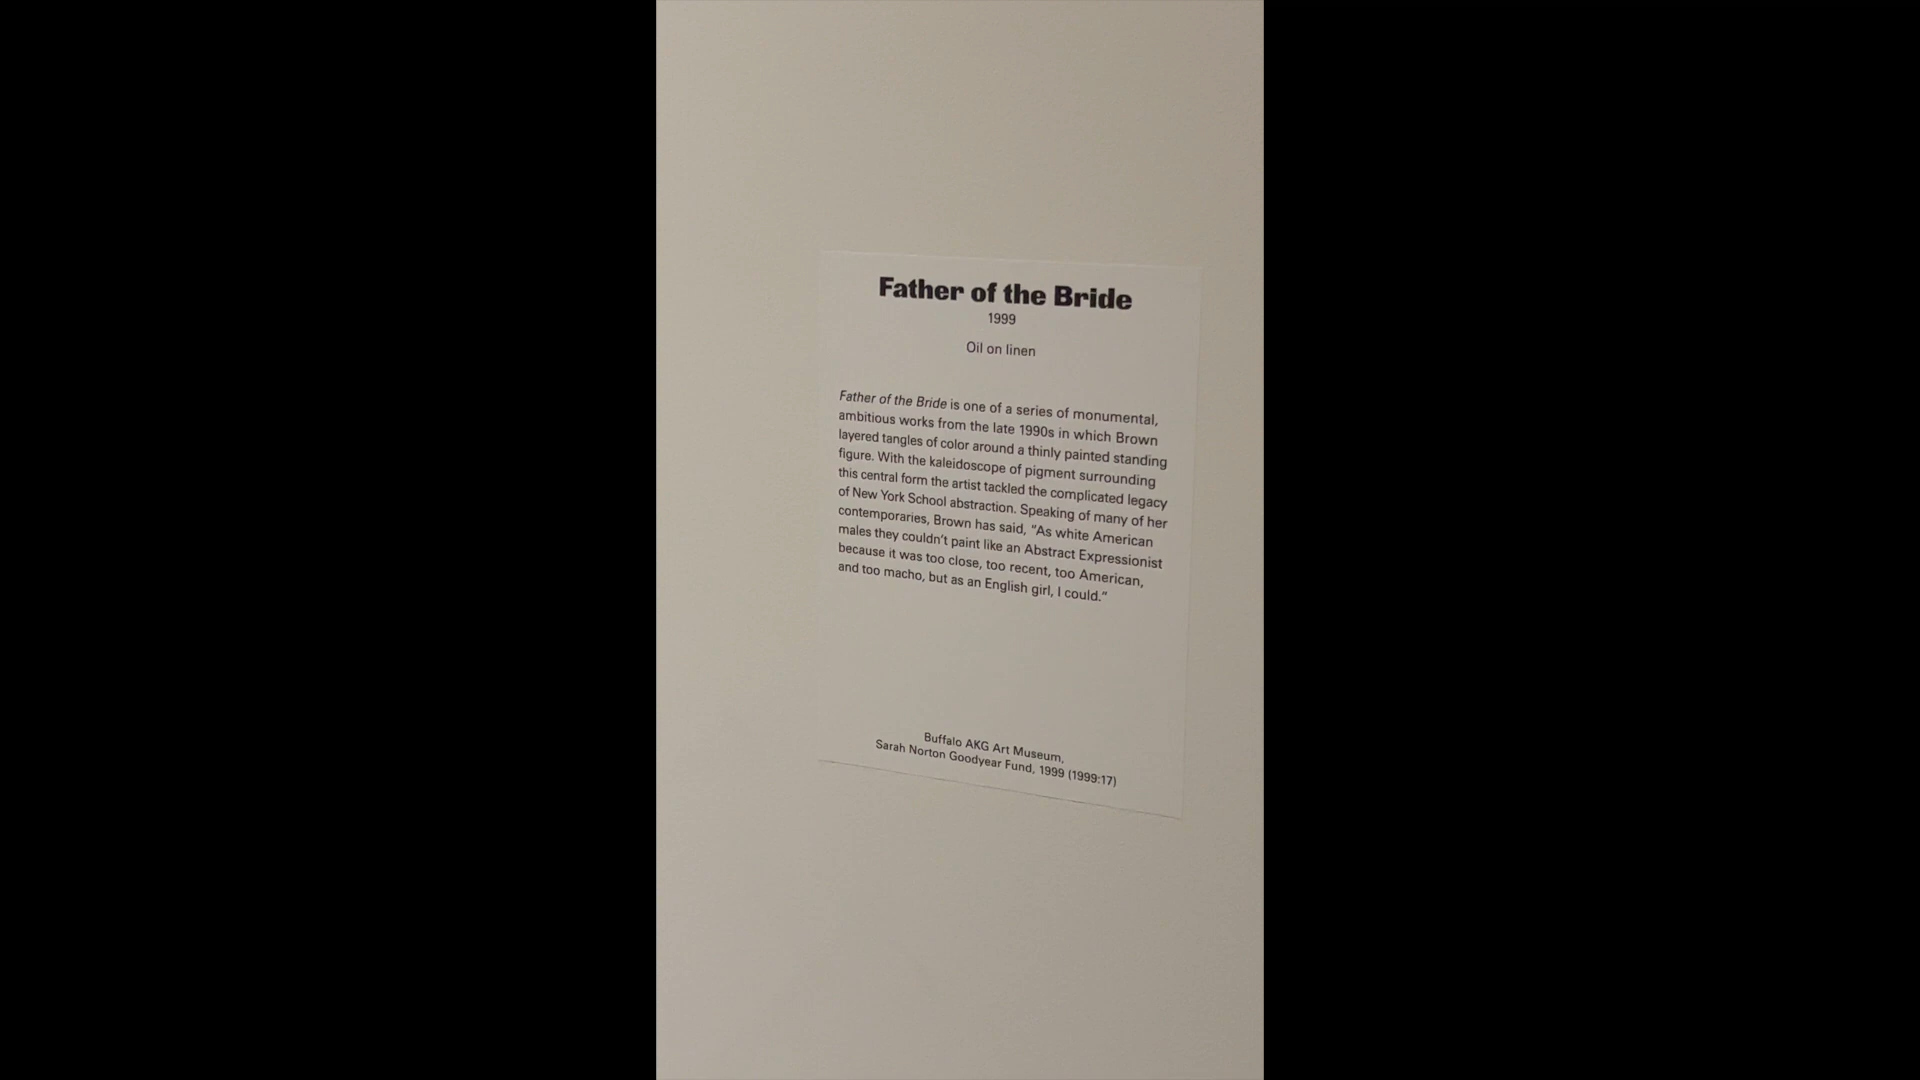 Father of the Bride
1999
Oil on linen
Father of the Bride is one of a series of monumental,
ambitious works from the late 1990s in which Brown
layered tangles of color around a thinly painted standing
figure. With the kaleidoscope of pigment surrounding
this central form the artist tackled the complicated legacy
of New York School abstraction. Speaking of many of her
contemporaries, Brown has said, “As white American
males they couldn’t paint like an Abstract Expressionist
because it was too close, too recent, too American,
and too macho, but as an English girl, I could.”
Buffalo AKG Art Museum,
Sarah Norton Goodyear Fund, 1999 (1999:17)